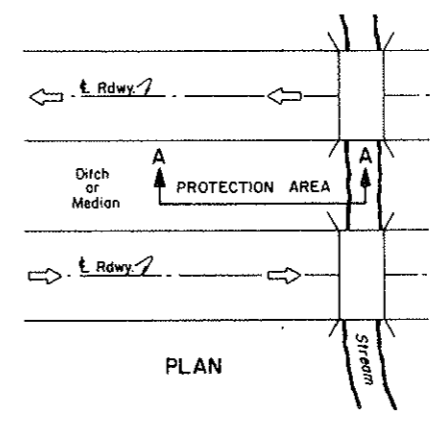 ℄ Rdwy.
A A
Ditch
or
Median
PROTECTION AREA
℄ Rdwy.
Stream
PLAN